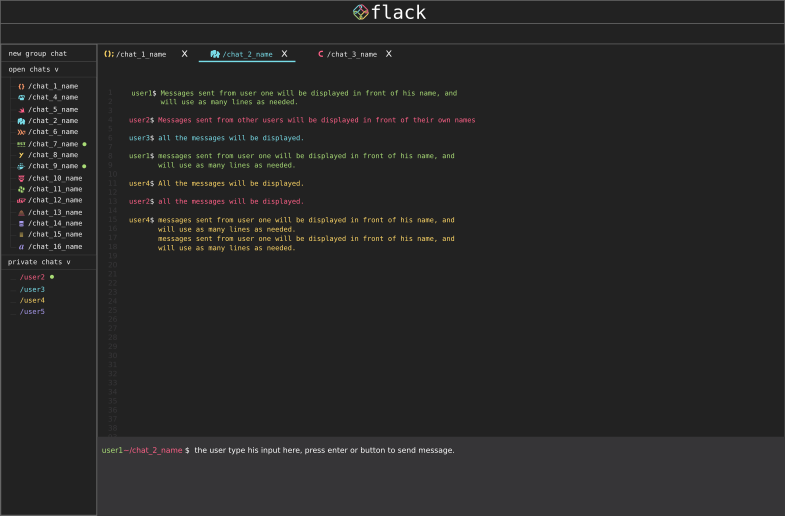 flack
new group chat
open chats v
/chat_1_name
/chat_4_name
/chat_5_name
/chat_2_name
/chat_6_name
/chat_7_name
/chat_8_name
/chat_9_name
/chat_10_name
/chat_11_name
/chat_12_name
/chat_13_name
/chat_14_name
/chat_15_name
/chat_16_name
private chats v
/user2
/user3
/user4
/user5
/chat_1_name X
/chat_2_name X
/chat_3_name X
1 user1$ Messages sent from user one will be displayed in front of his name, and
2 will use as many lines as needed.
3
4 user2$ Messages sent from other users will be displayed in front of their own names
5
6 user3$ all the messages will be displayed.
7
8 user1$ messages sent from user one will be displayed in front of his name, and
9 will use as many lines as needed.
10
11 user4$ All the messages will be displayed.
12
13 user2$ all the messages will be displayed.
14
15 user4$ messages sent from user one will be displayed in front of his name, and
16 will use as many lines as needed.
17 messages sent from user one will be displayed in front of his name, and
18 will use as many lines as needed.
19
20
21
22
23
24
25
26
27
28
29
30
31
32
33
34
35
36
37
38
user1~/chat_2_name $ the user type his input here, press enter or button to send message.